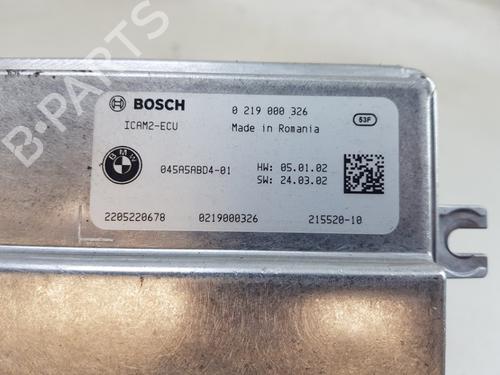 BOSCH
0 219 000 326
ICAM2-ECU
Made in Romania
53F
BMW
045A5ABD4-01
HW: 05.01.02
SW: 24.03.02
2205220678
0219000326
215520-10
B-PARTS